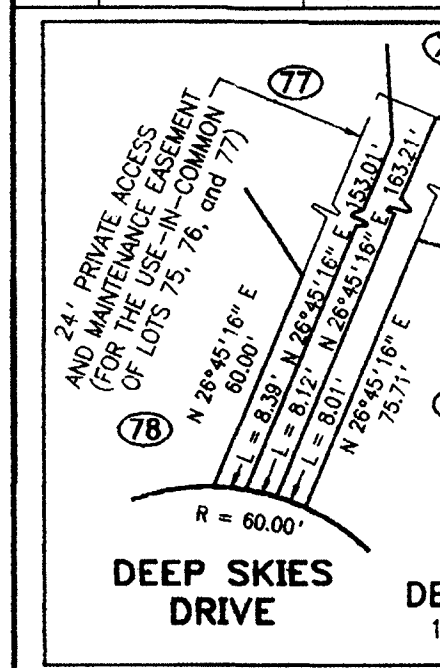 77
24' PRIVATE ACCESS
AND MAINTENANCE EASEMENT
(FOR THE USE-IN-COMMON
OF LOTS 75, 76, and 77)
153.01'
163.21'
N 26°45'16" E
60.00'
N 26°45'16" E
N 26°45'16" E
N 26°45'16" E
75.71'
L = 8.39'
L = 8.12'
L = 8.01'
78
R = 60.00'
DEEP SKIES
DRIVE